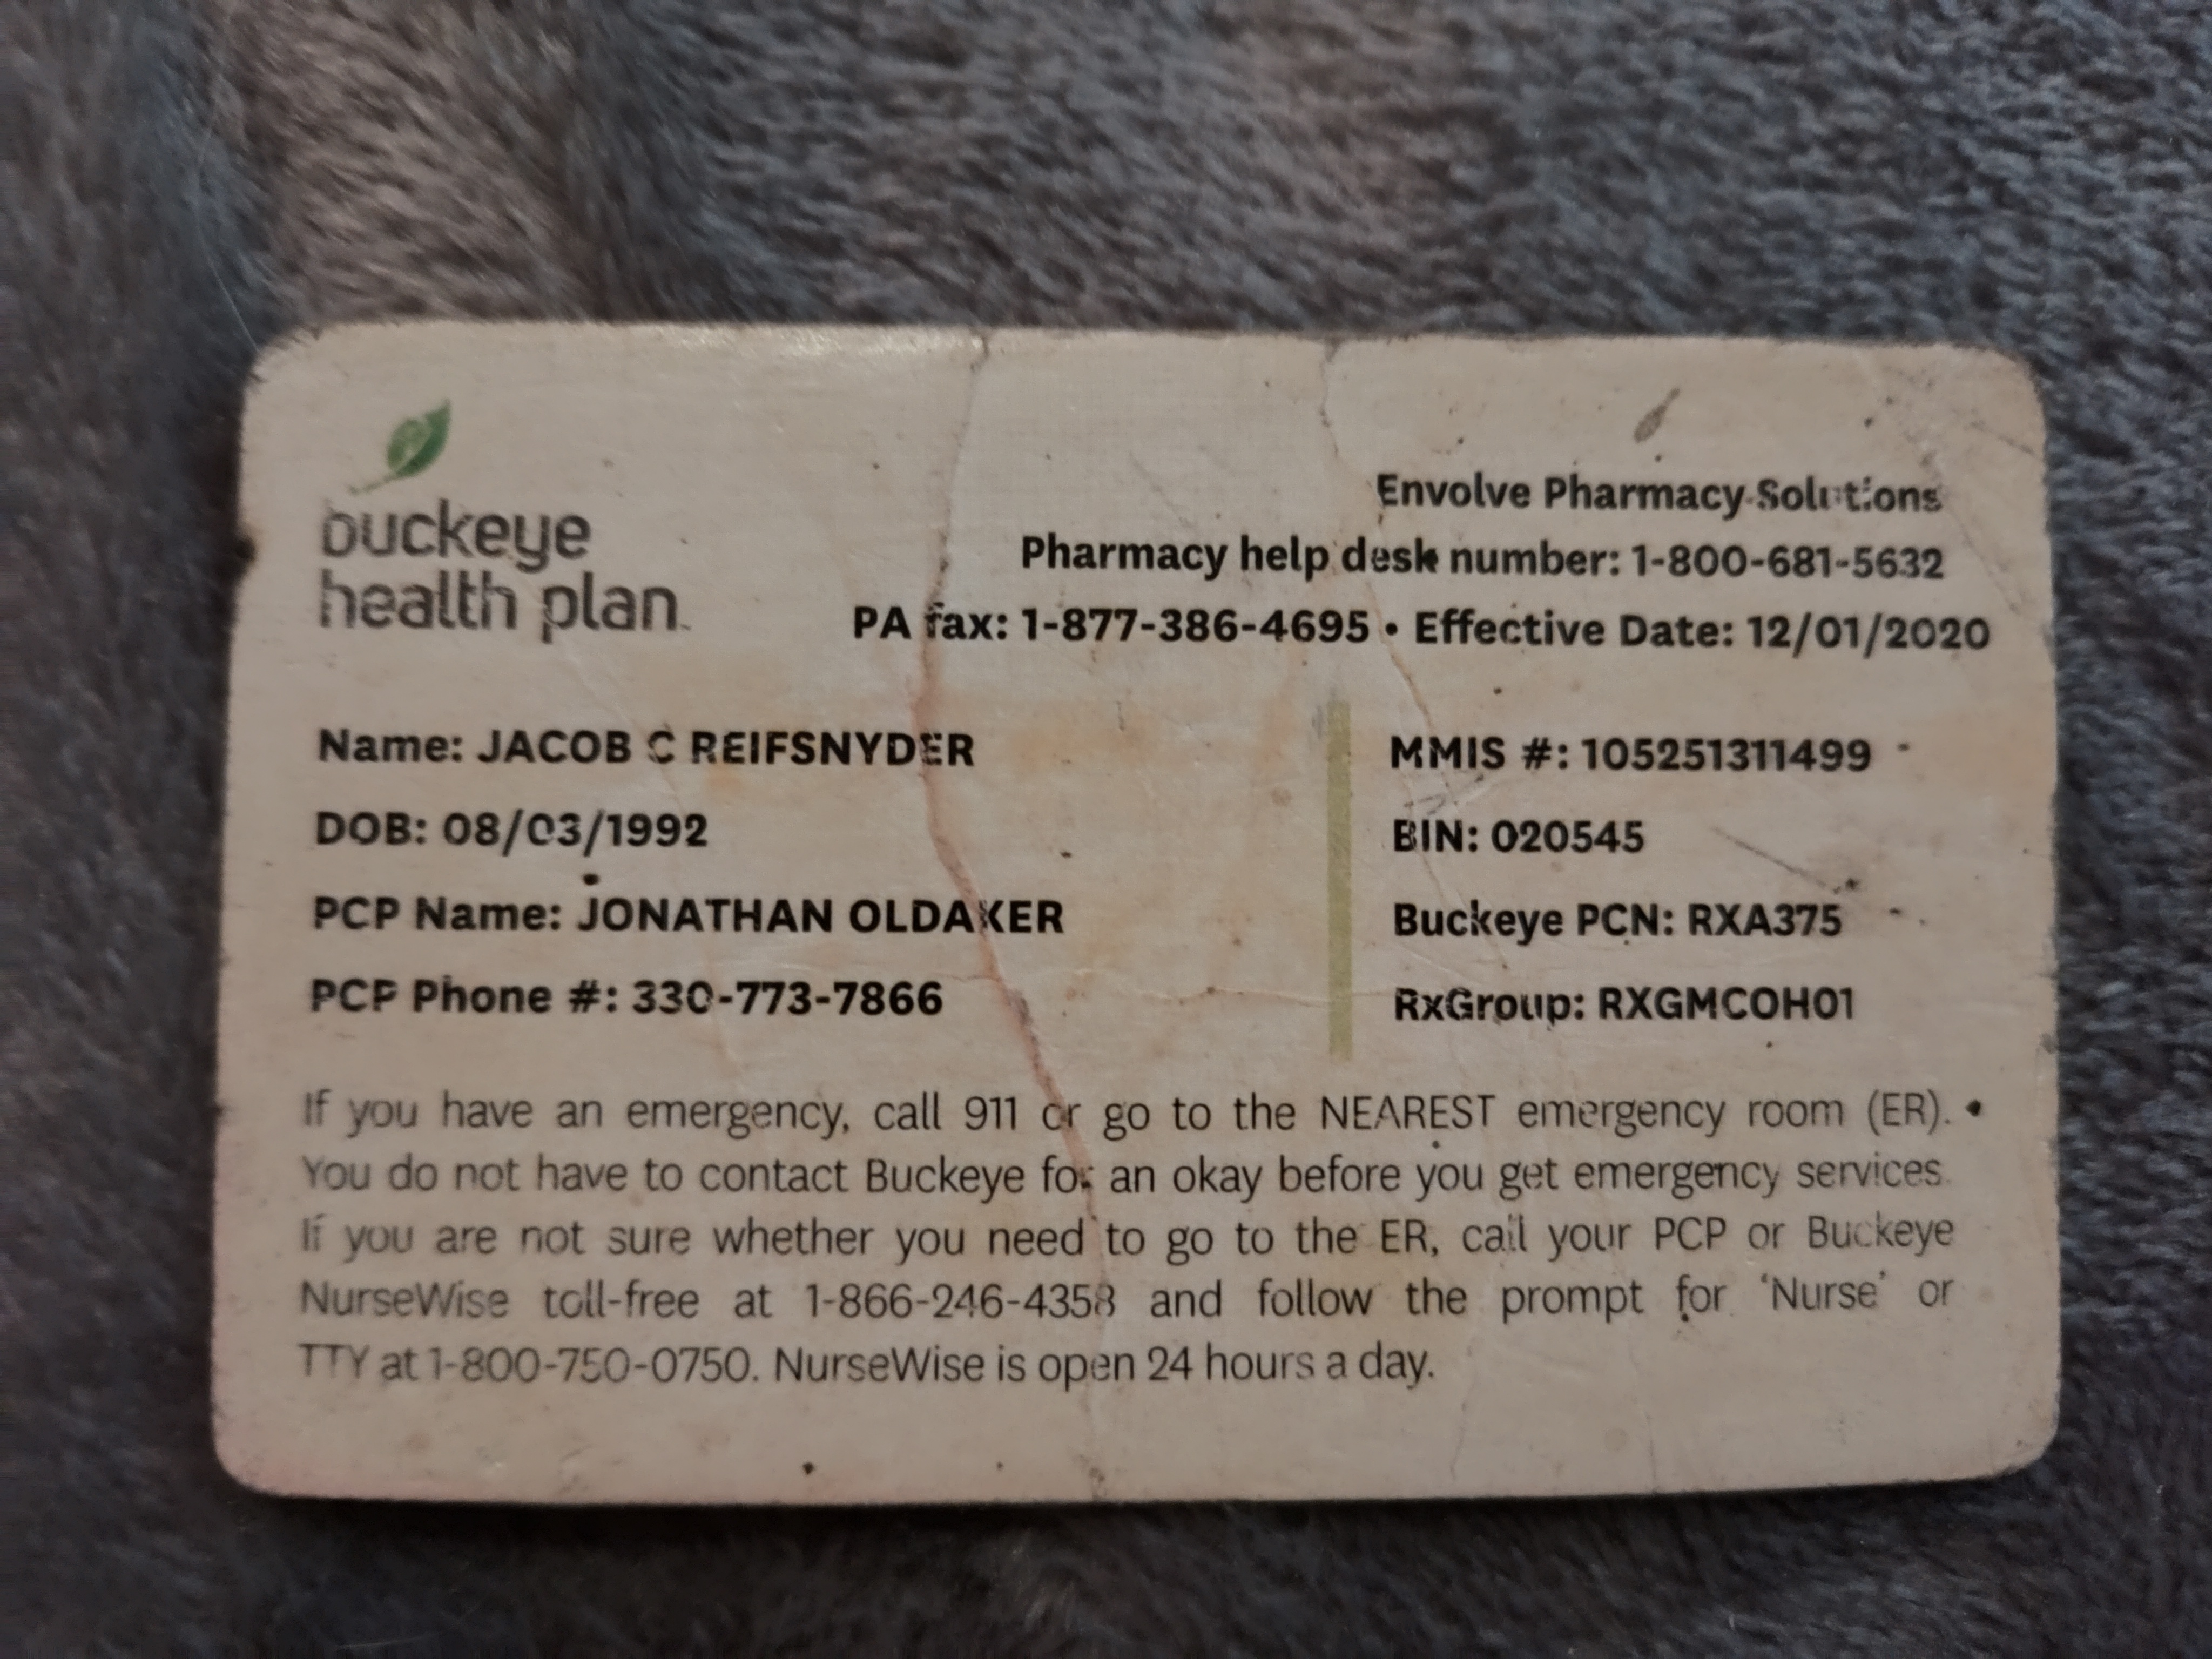 buckeye
health plan.
Envolve Pharmacy Solutions
Pharmacy help desk number: 1-800-681-5632
PA fax: 1-877-386-4695 • Effective Date: 12/01/2020
Name: JACOB C REIFSNYDER
DOB: 08/03/1992
PCP Name: JONATHAN OLDAKER
PCP Phone #: 330-773-7866
MMIS #: 105251311499
BIN: 020545
Buckeye PCN: RXA375
RxGroup: RXGMCOH01
If you have an emergency, call 911 or go to the NEAREST emergency room (ER).
You do not have to contact Buckeye for an okay before you get emergency services.
If you are not sure whether you need to go to the ER, call your PCP or Buckeye
NurseWise toll-free at 1-866-246-4358 and follow the prompt for ‘Nurse’ or
TTY at 1-800-750-0750. NurseWise is open 24 hours a day.